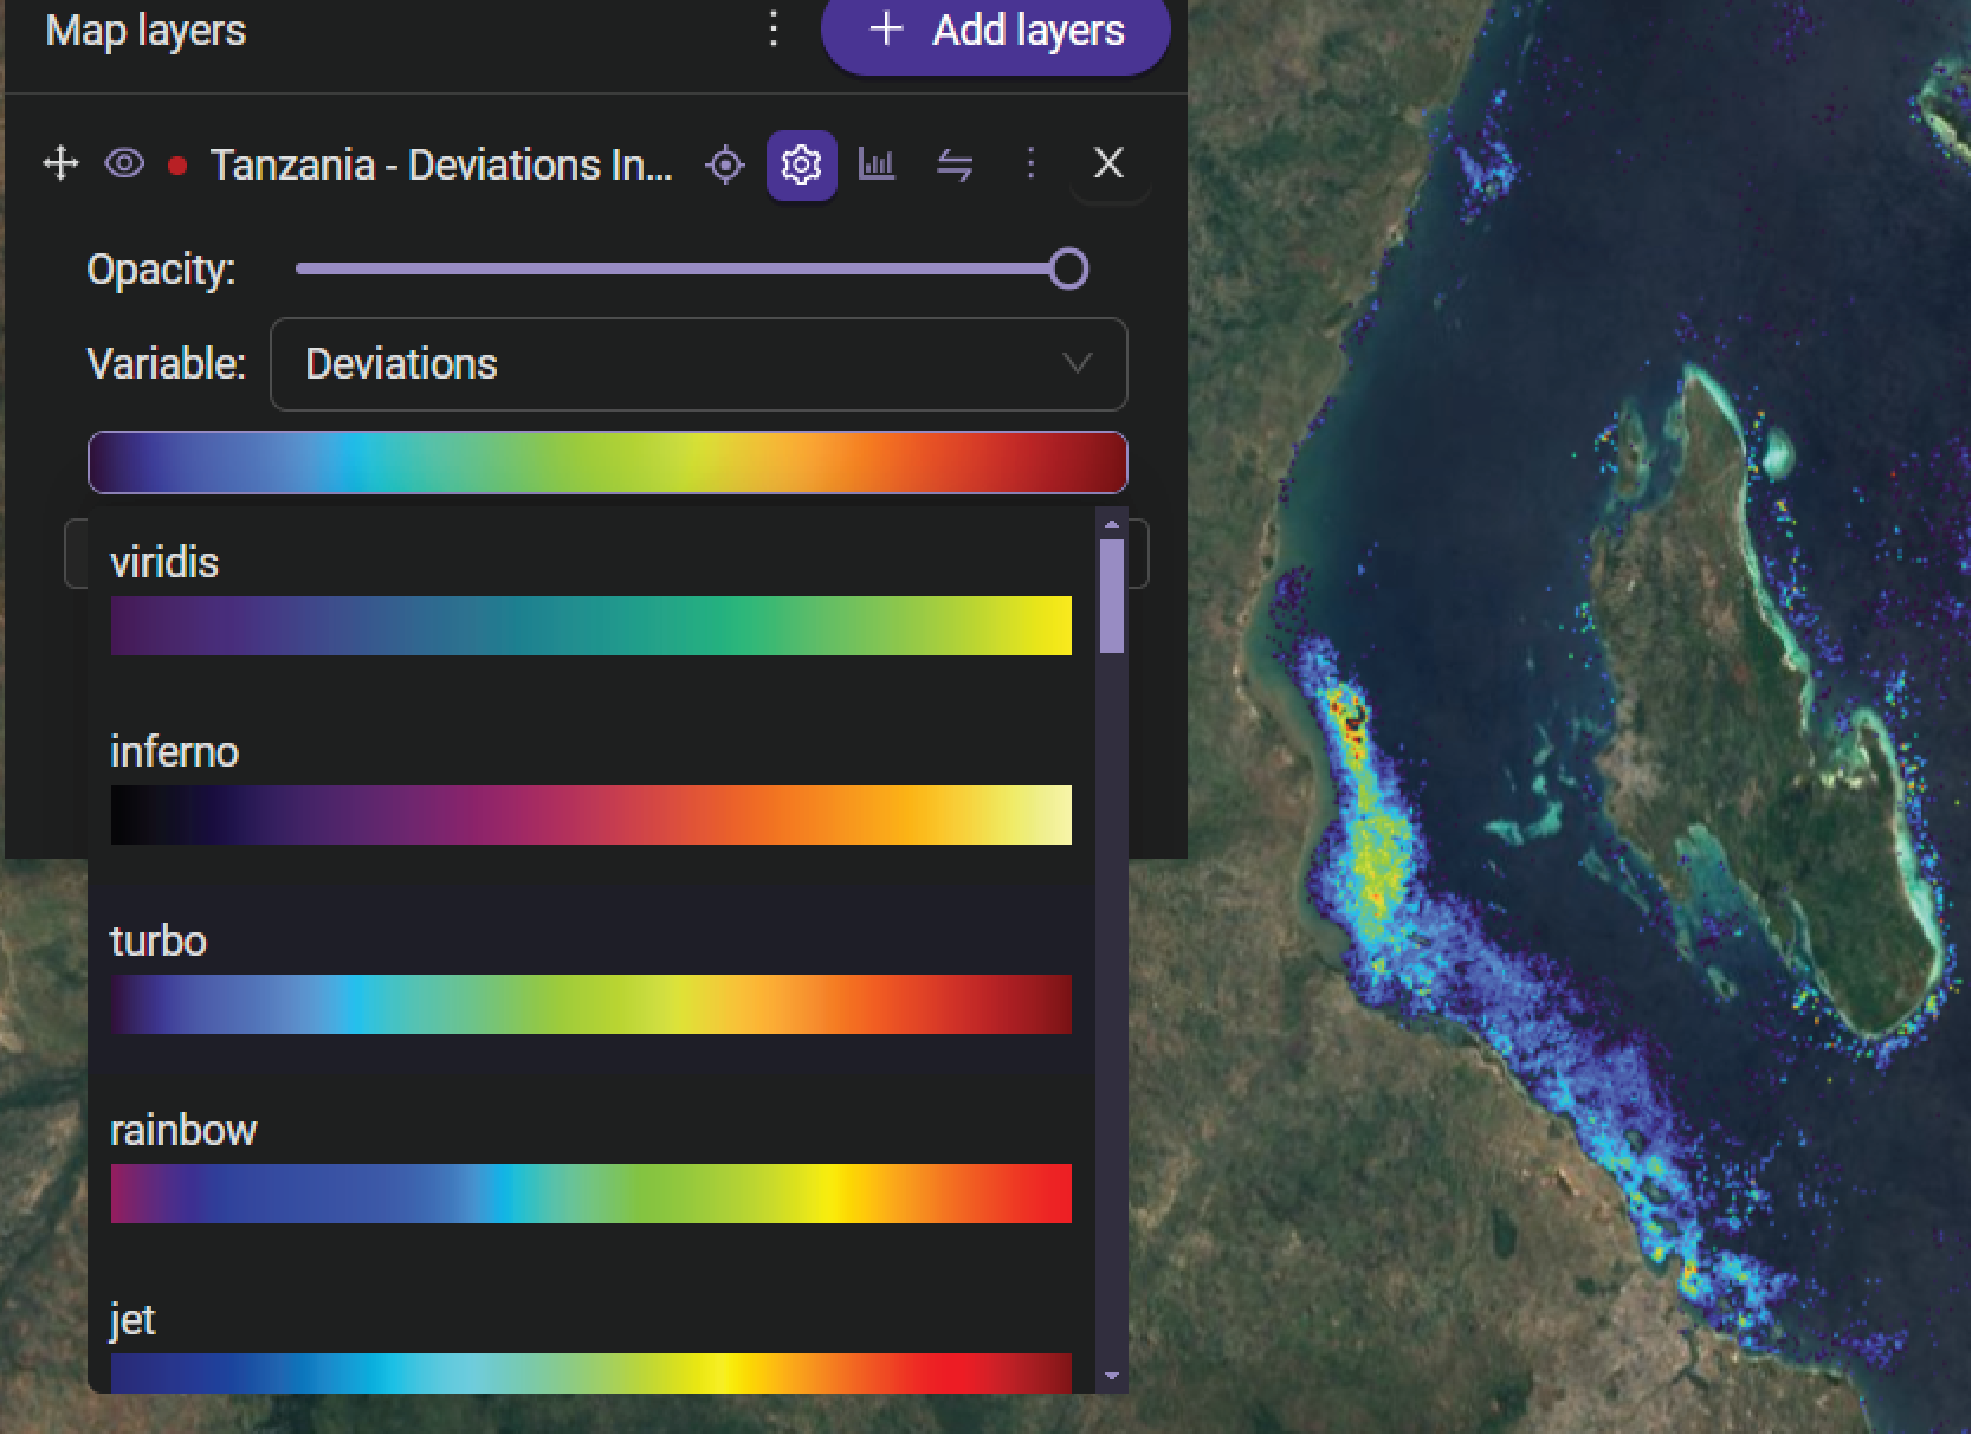 Map layers
Add layers
Tanzania - Deviations In...
Opacity:
Variable: Deviations
viridis
inferno
turbo
rainbow
jet